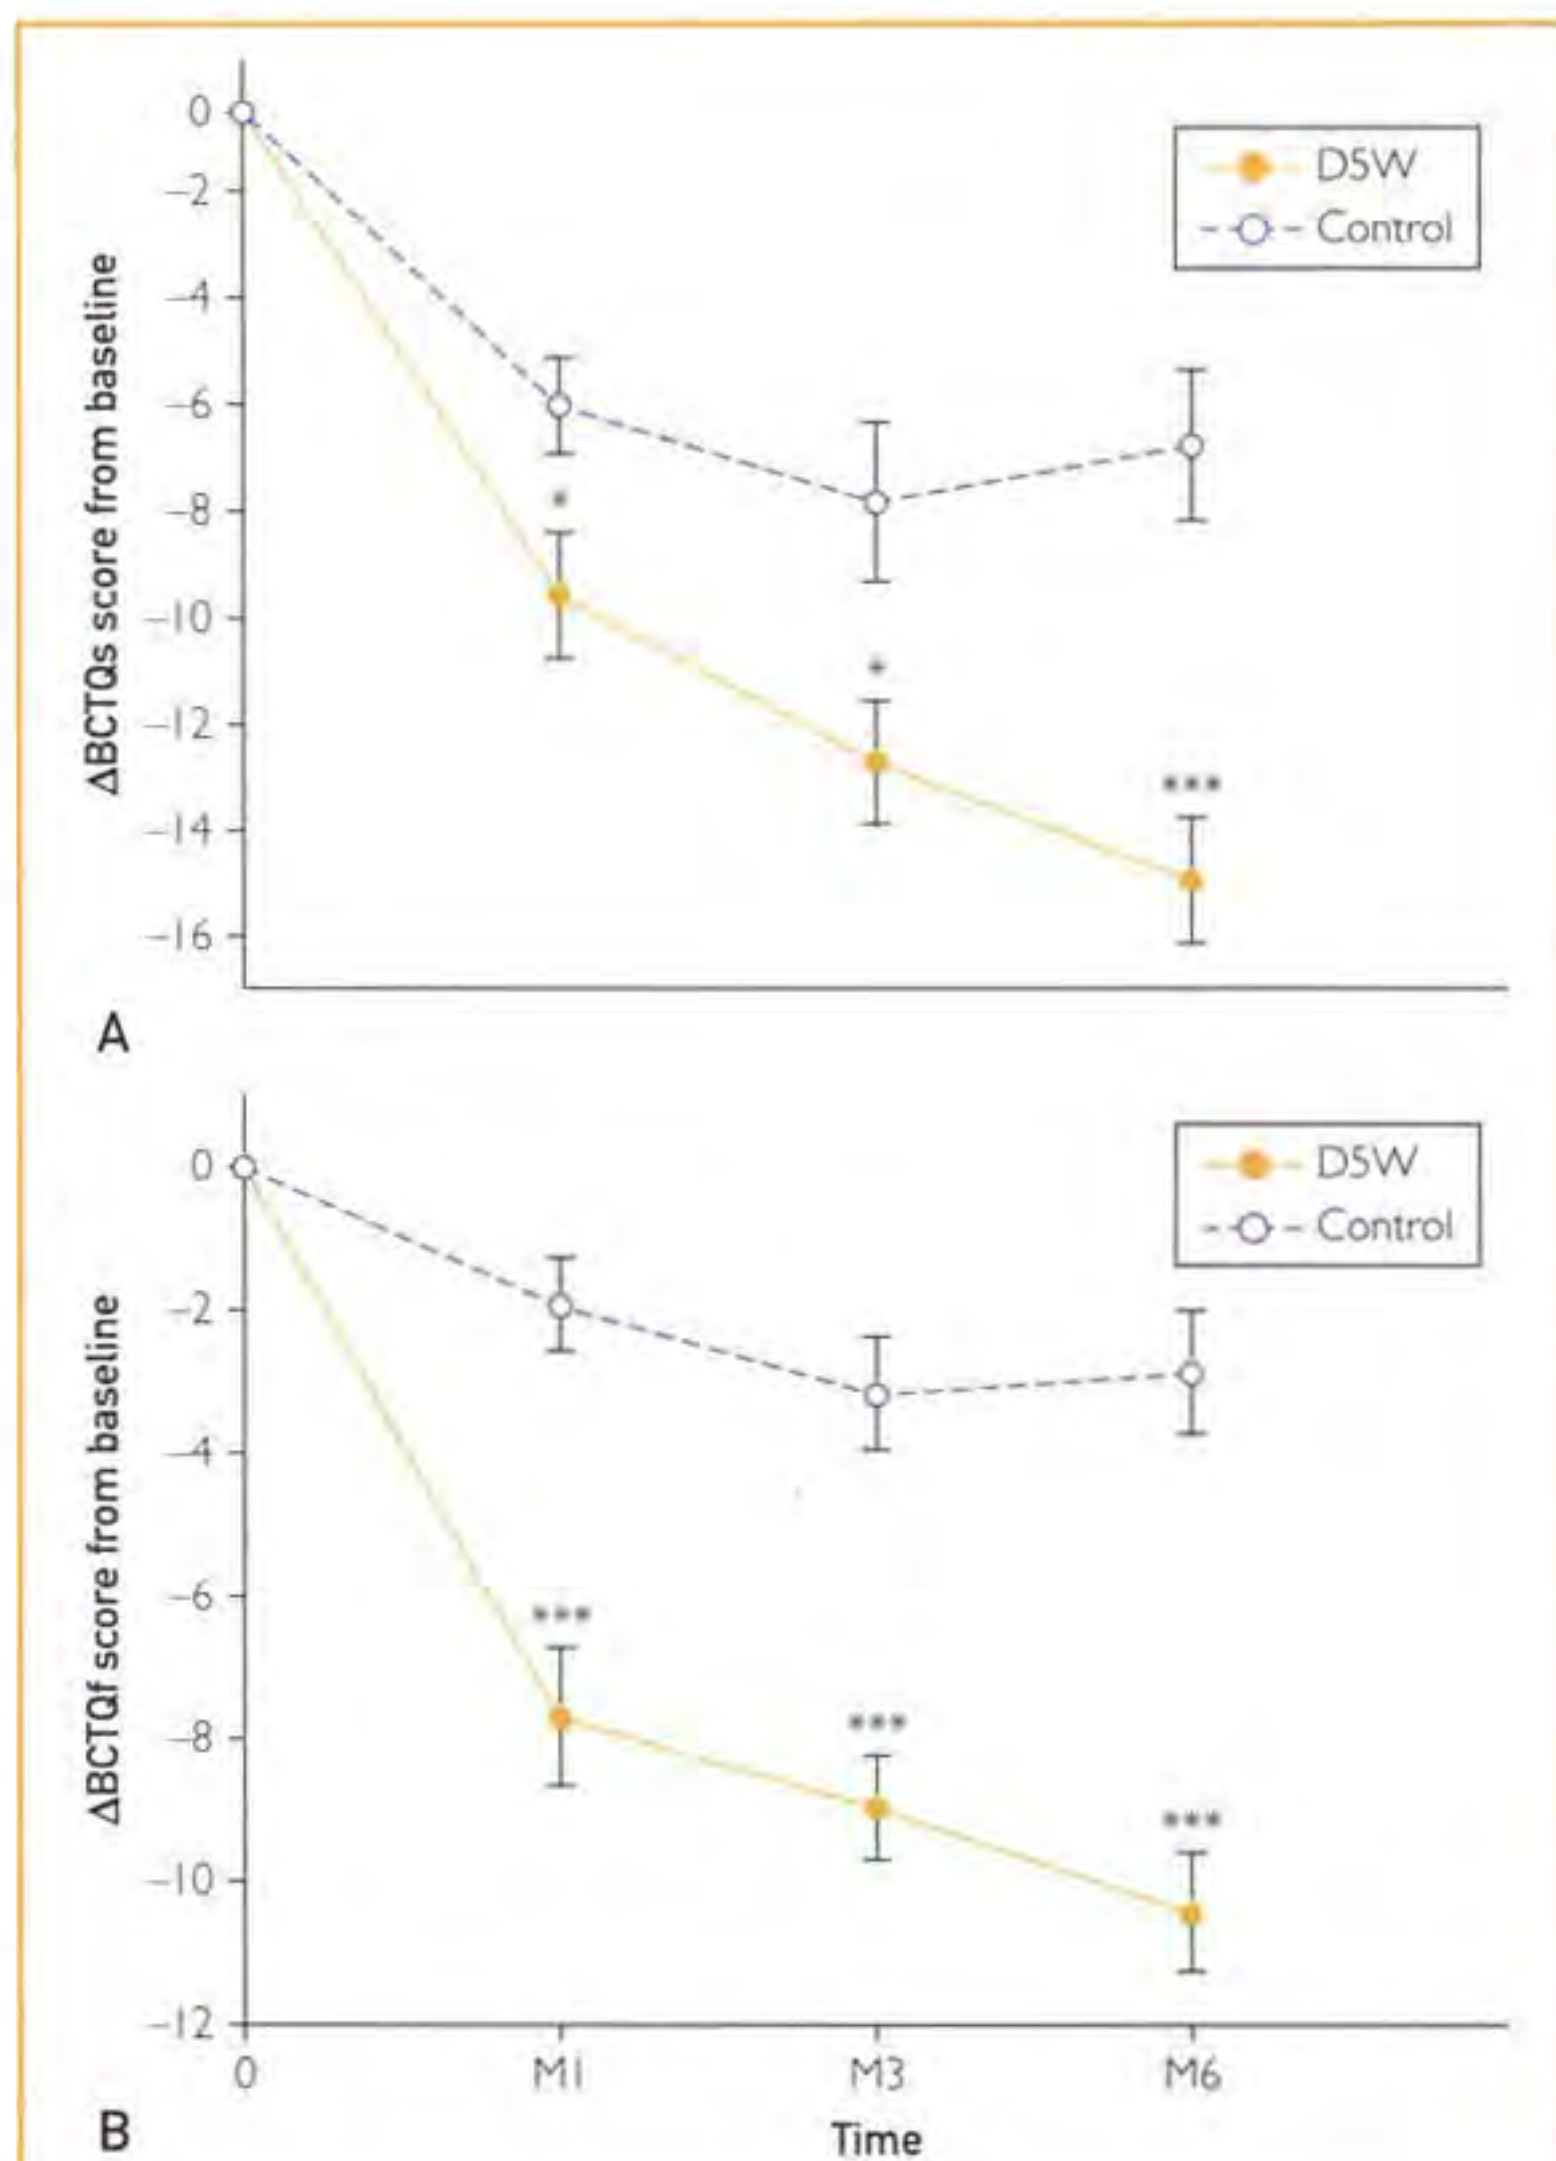 0
D5W
Control
-2
-4
-6
*
-8
-10
*
-12
***
-14
-16
ΔBCTQs score from baseline
A
0
D5W
Control
-2
-4
-6
***
-8
***
-10
***
-12
ΔBCTQf score from baseline
0 M1 M3 M6
B
Time